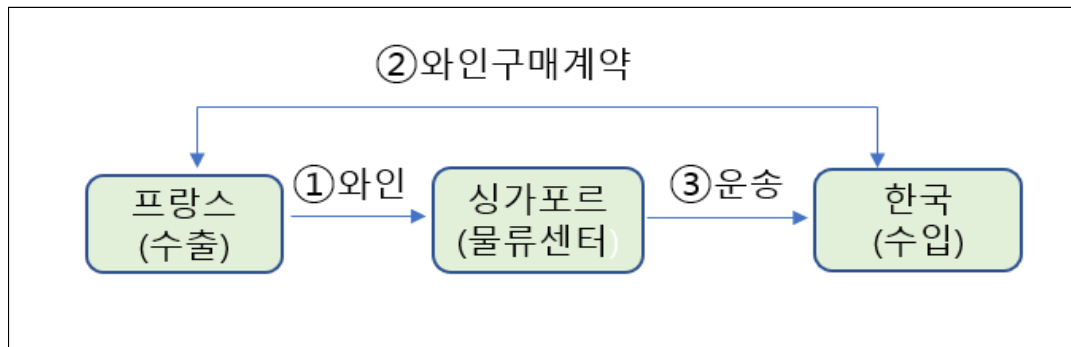 ②와인구매계약
프랑스
(수출)
①와인
싱가포르
(물류센터)
③운송
한국
(수입)